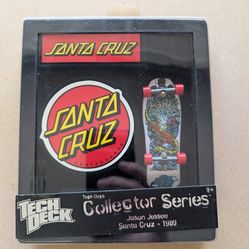 SANTA CRUZ
SANTA
CRUZ
TECH
DECK
Tech Deck
Collector Series
Jason Jessee
Santa Cruz • 1989
8+